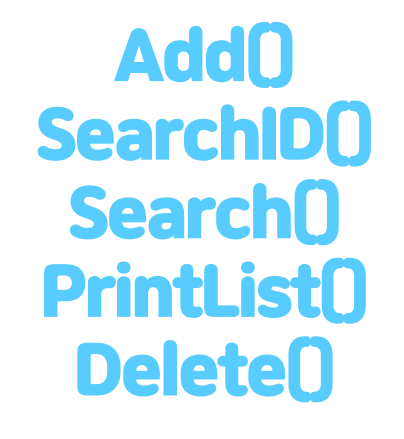 Add()
SearchID()
Search()
PrintList()
Delete()